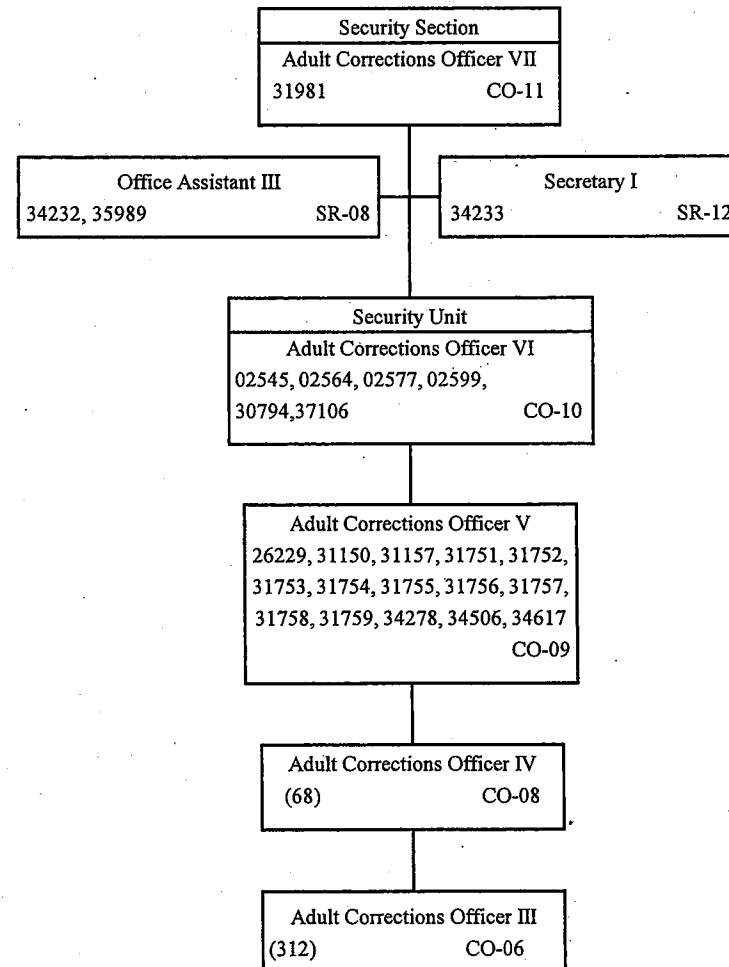 Security Section
Adult Corrections Officer VII
31981 CO-11
Office Assistant III
34232, 35989 SR-08
Secretary I
34233 SR-12
Security Unit
Adult Corrections Officer VI
02545, 02564, 02577, 02599,
30794,37106 CO-10
Adult Corrections Officer V
26229, 31150, 31157, 31751, 31752,
31753, 31754, 31755, 31756, 31757,
31758, 31759, 34278, 34506, 34617
CO-09
Adult Corrections Officer IV
(68) CO-08
Adult Corrections Officer III
(312) CO-06